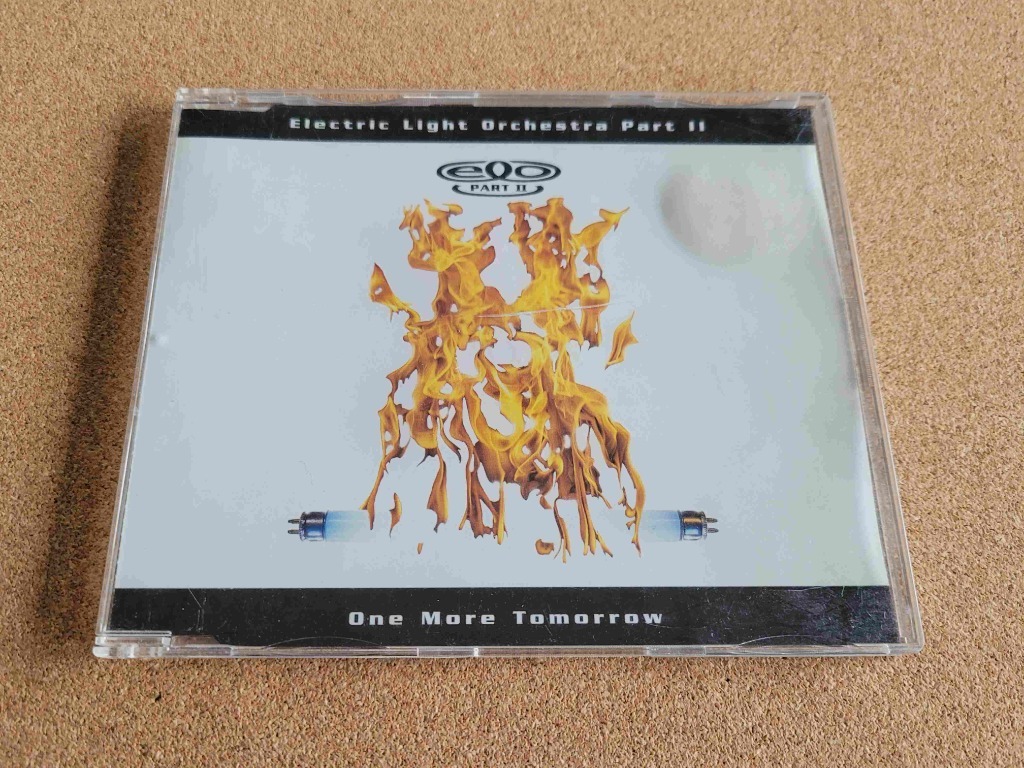 Electric Light Orchestra Part II
elo
PART II
One More Tomorrow